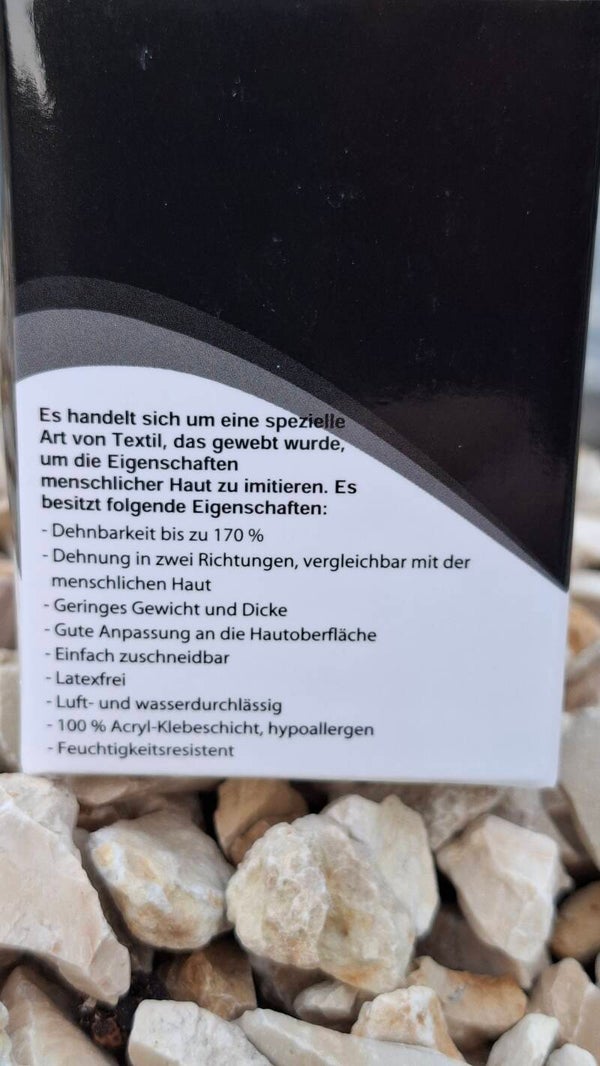 Es handelt sich um eine spezielle
Art von Textil, das gewebt wurde,
um die Eigenschaften
menschlicher Haut zu imitieren. Es
besitzt folgende Eigenschaften:
- Dehnbarkeit bis zu 170 %
- Dehnung in zwei Richtungen, vergleichbar mit der
menschlichen Haut
- Geringes Gewicht und Dicke
- Gute Anpassung an die Hautoberfläche
- Einfach zuschneidbar
- Latexfrei
- Luft- und wasserdurchlässig
- 100 % Acryl-Klebeschicht, hypoallergen
- Feuchtigkeitsresistent